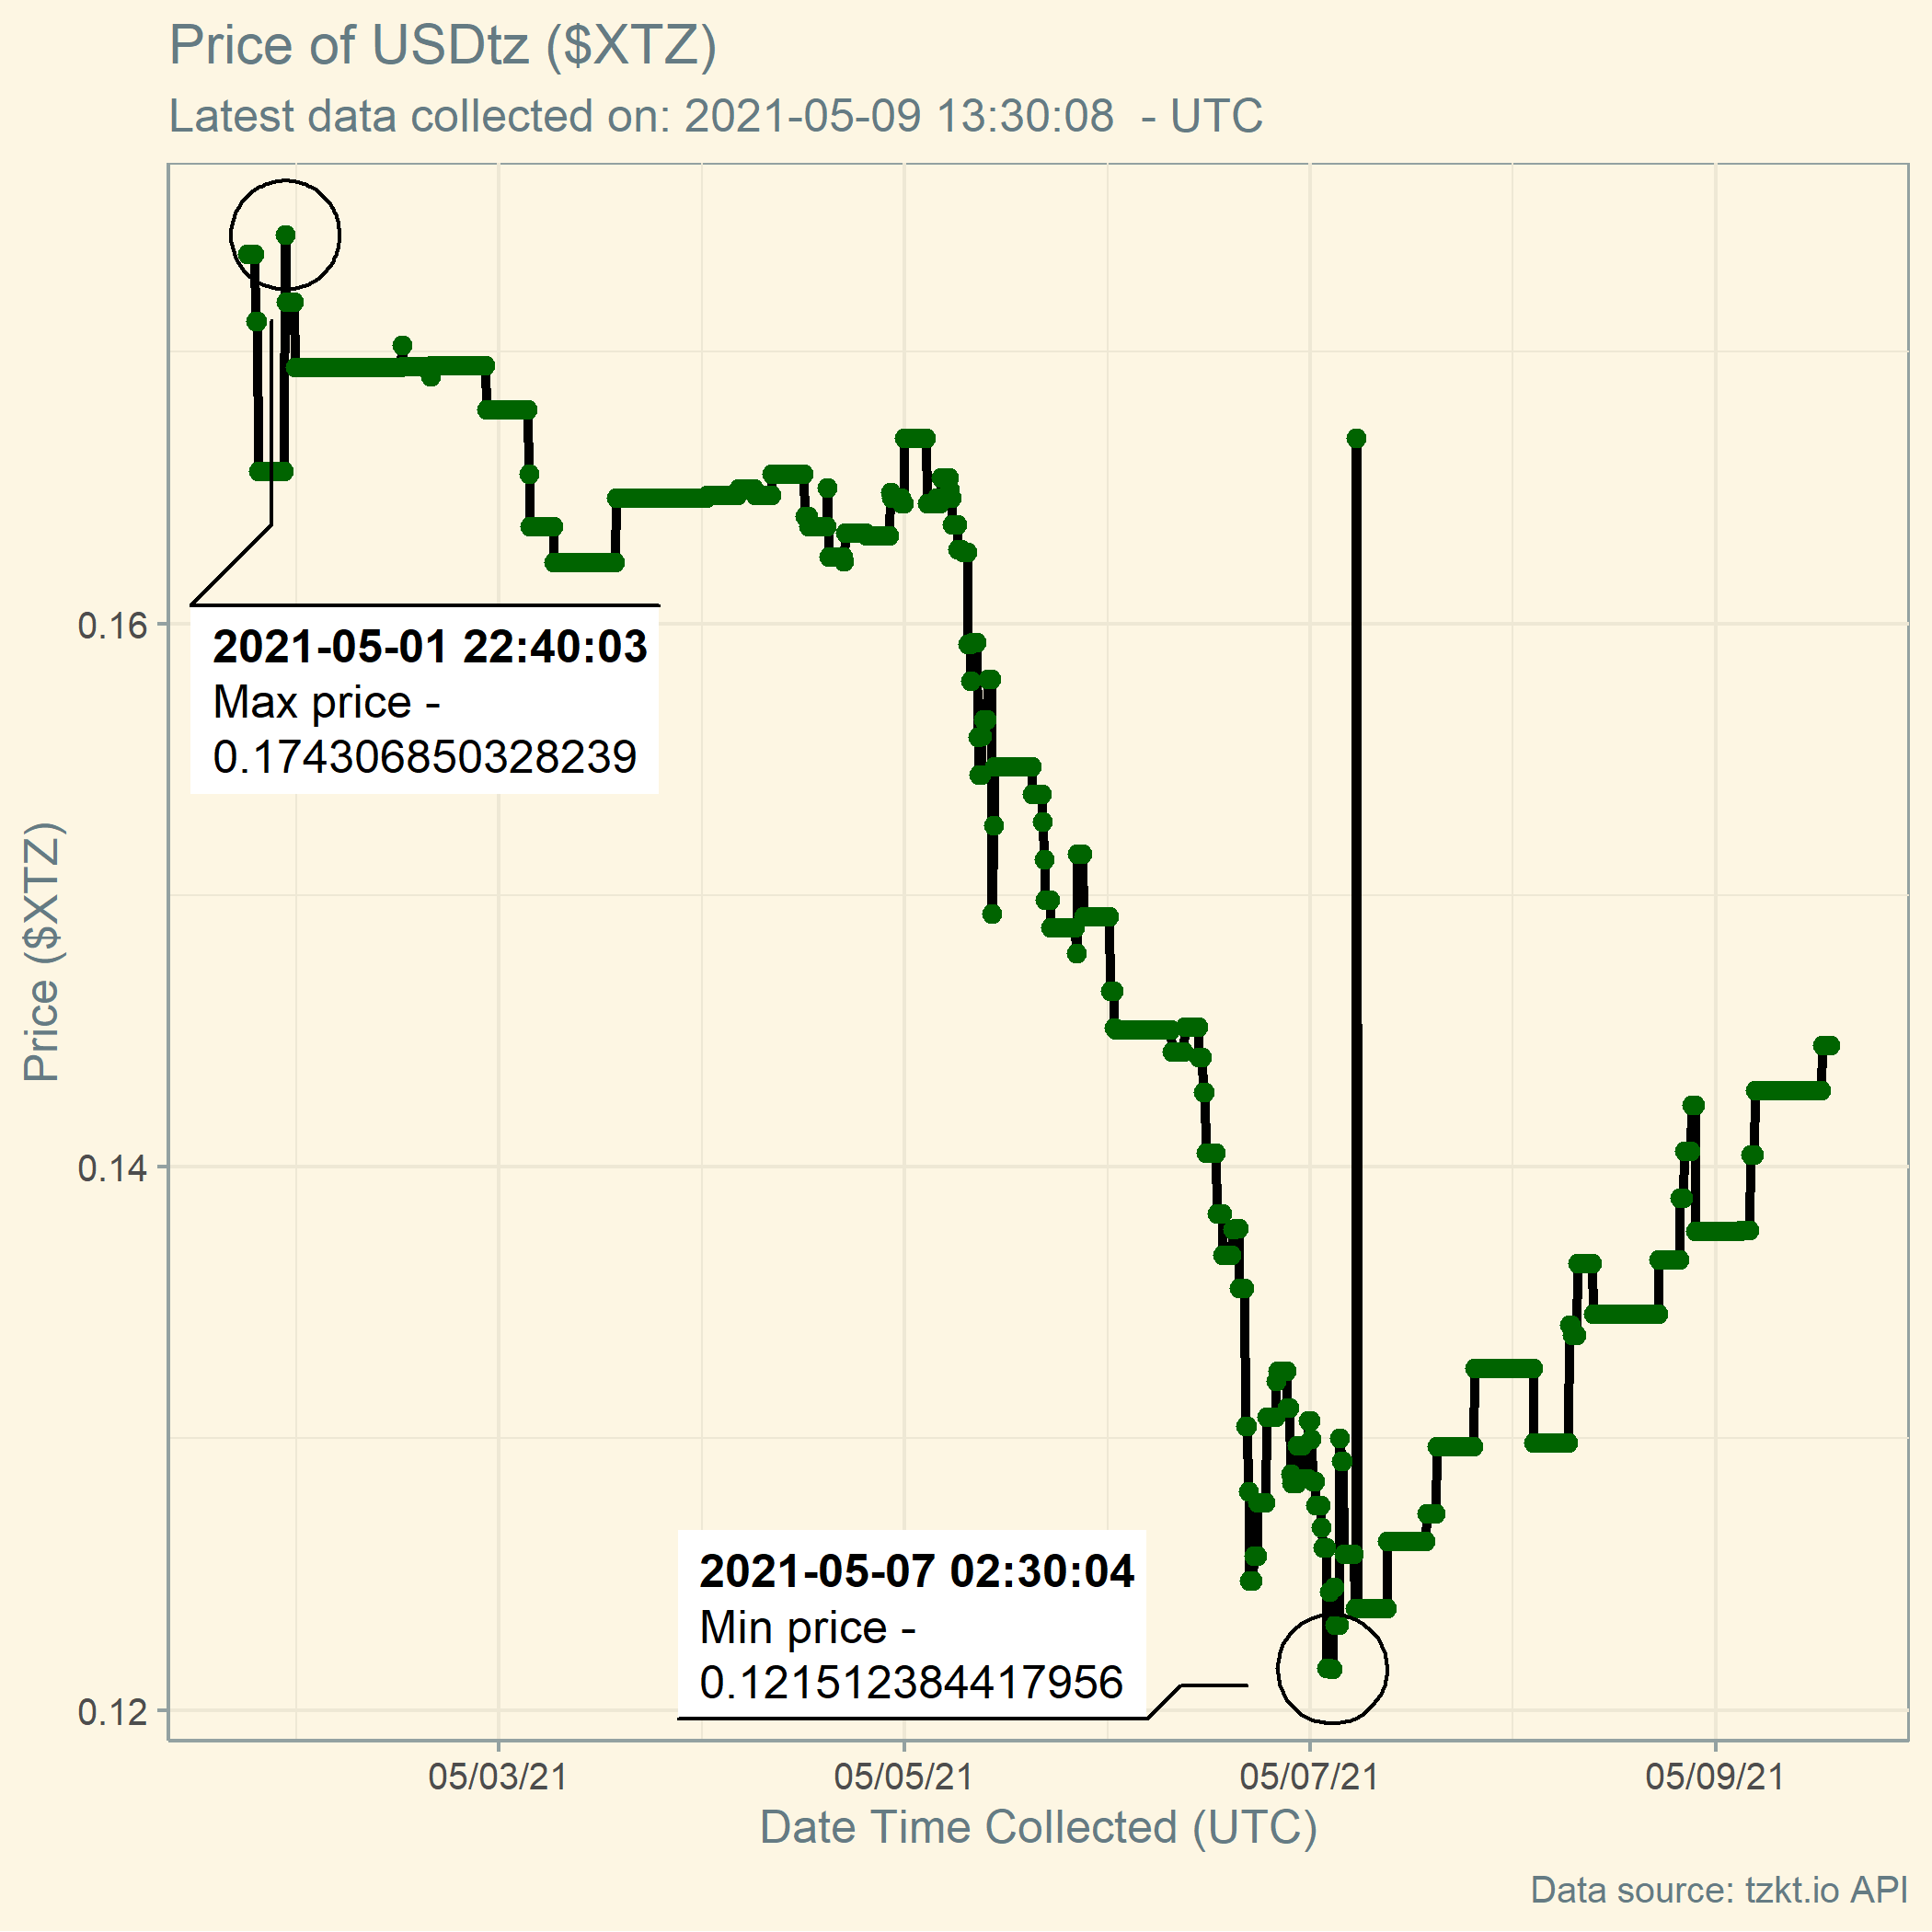 Price of USDtz ($XTZ)
Latest data collected on: 2021-05-09 13:30:08  - UTC
Price ($XTZ)
0.16
0.14
0.12
2021-05-01 22:40:03
Max price -
0.174306850328239
2021-05-07 02:30:04
Min price -
0.121512384417956
05/03/21
05/05/21
05/07/21
05/09/21
Date Time Collected (UTC)
Data source: tzkt.io API